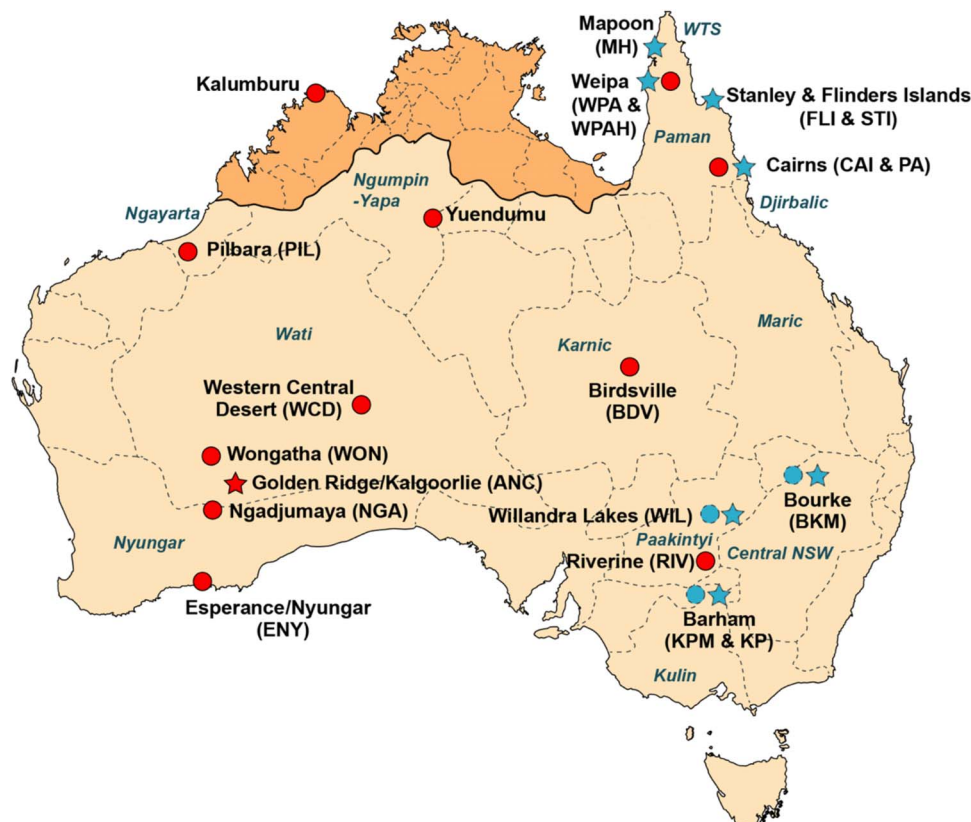 Mapoon
(MH)
WTS
Kalumburu
Weipa
(WPA &
WPAH)
Stanley & Flinders Islands
(FLI & STI)
Paman
Cairns (CAI & PA)
Ngumpin
-Yapa
Djirbalic
Ngayarta
Yuendumu
Pilbara (PIL)
Wati
Maric
Karnic
Western Central
Desert (WCD)
Birdsville
(BDV)
Wongatha (WON)
Golden Ridge/Kalgoorlie (ANC)
Ngadjumaya (NGA)
Bourke
(BKM)
Willandra Lakes (WIL)
Paakintyi
Nyungar
Central NSW
Riverine (RIV)
Esperance/Nyungar
(ENY)
Barham
(KPM & KP)
Kulin